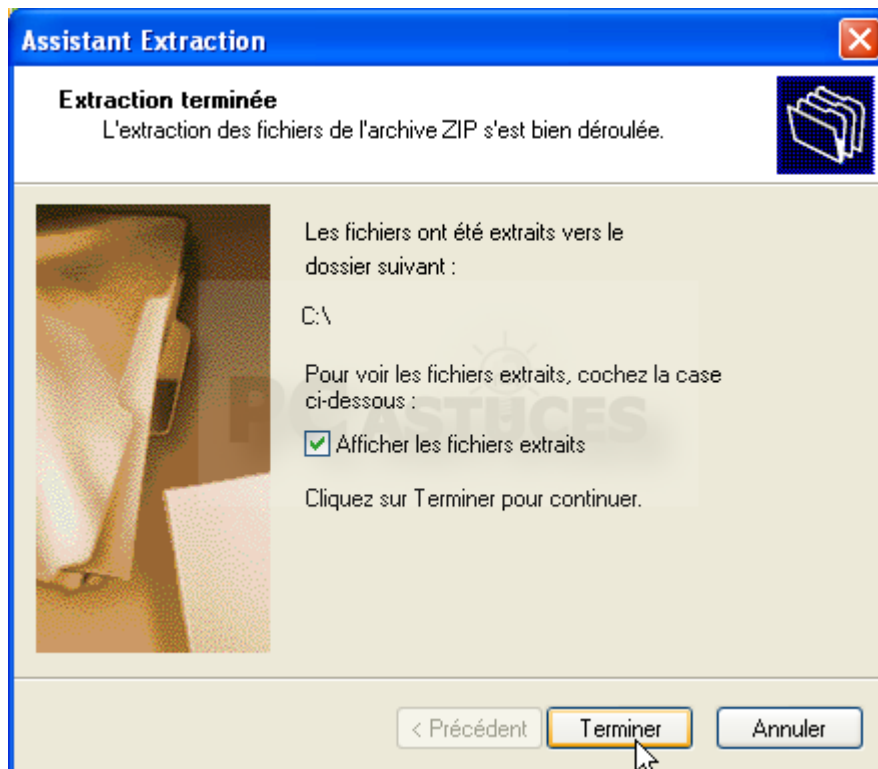 Assistant Extraction
Extraction terminée
L'extraction des fichiers de l'archive ZIP s'est bien déroulée.
Les fichiers ont été extraits vers le
dossier suivant :
C:\
Pour voir les fichiers extraits, cochez la case
ci-dessous :
PC ASTUCES
Afficher les fichiers extraits
Cliquez sur Terminer pour continuer.
< Précédent
Terminer
Annuler